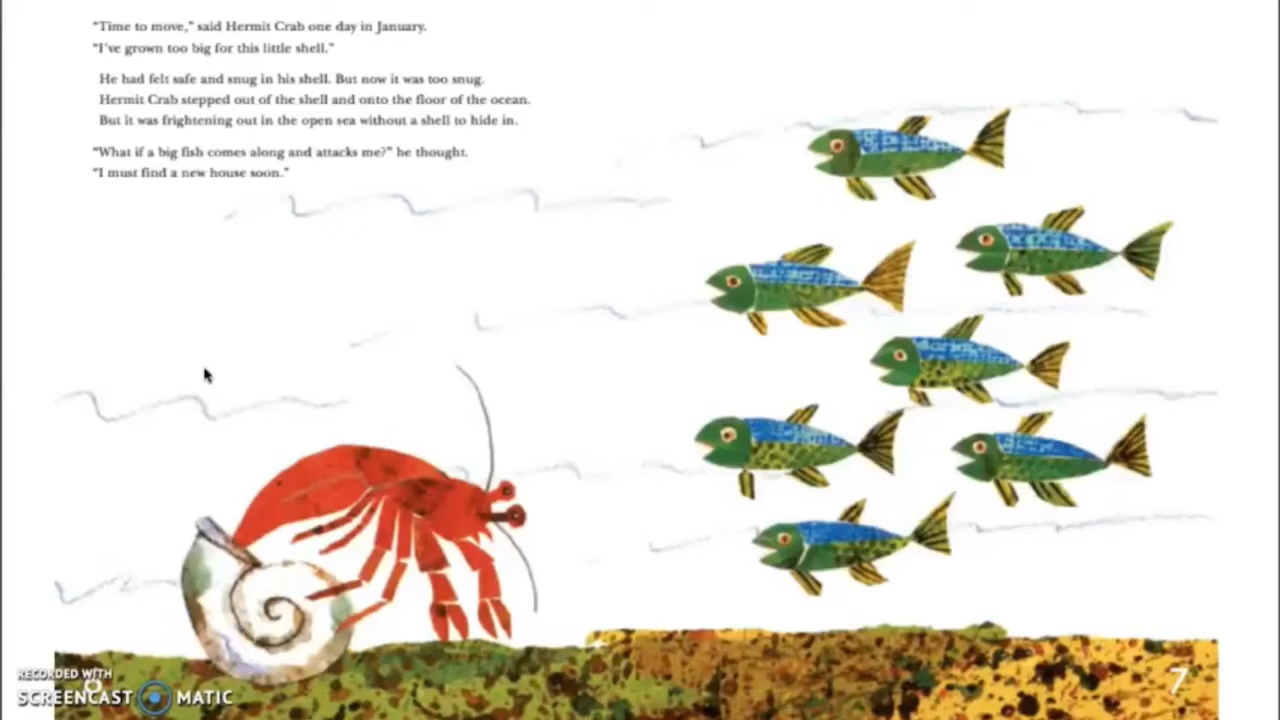 “Time to move,” said Hermit Crab one day in January.
“I’ve grown too big for this little shell.”
He had felt safe and snug in his shell. But now it was too snug.
Hermit Crab stepped out of the shell and onto the floor of the ocean.
But it was frightening out in the open sea without a shell to hide in.
“What if a big fish comes along and attacks me?” he thought.
“I must find a new house soon.”
RECORDED WITH
SCREENCAST MATIC
6
7